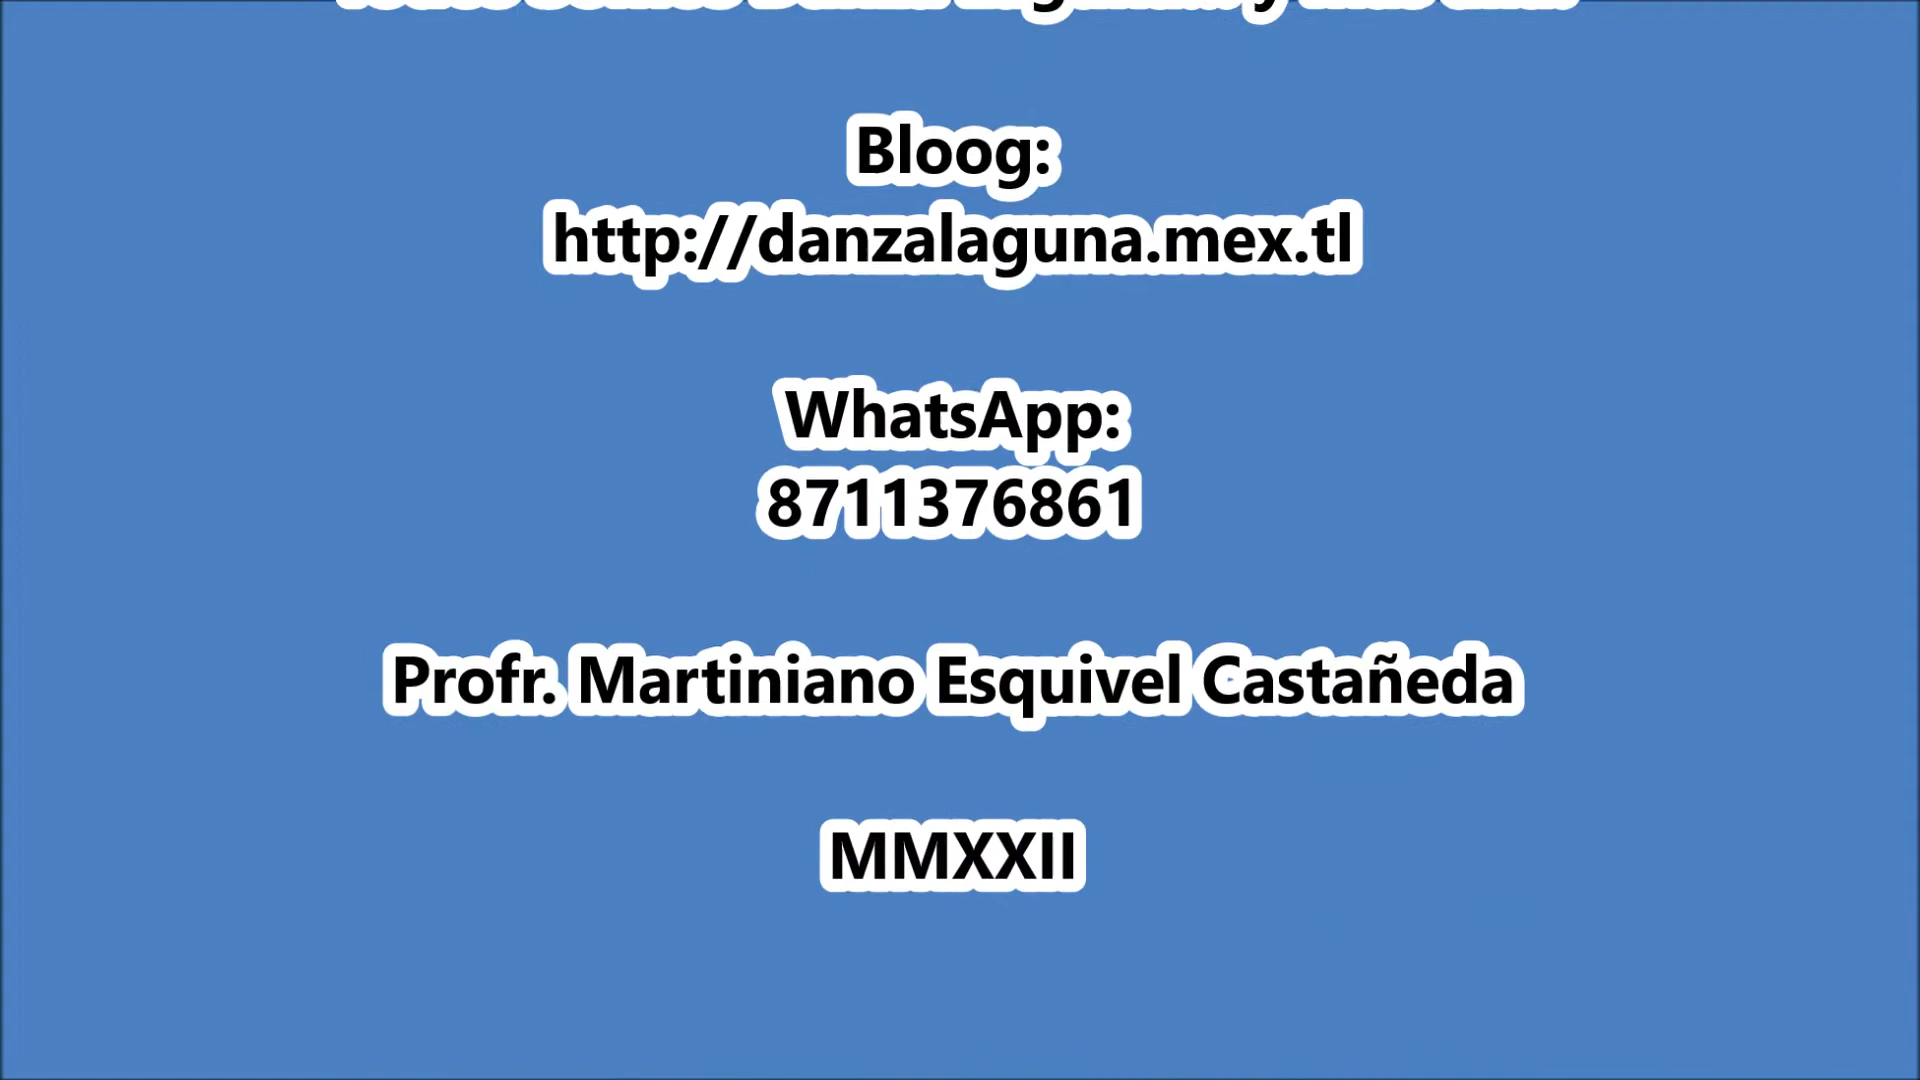 Bloog:
http://danzalaguna.mex.tl
WhatsApp:
8711376861
Profr. Martiniano Esquivel Castañeda
MMXXII